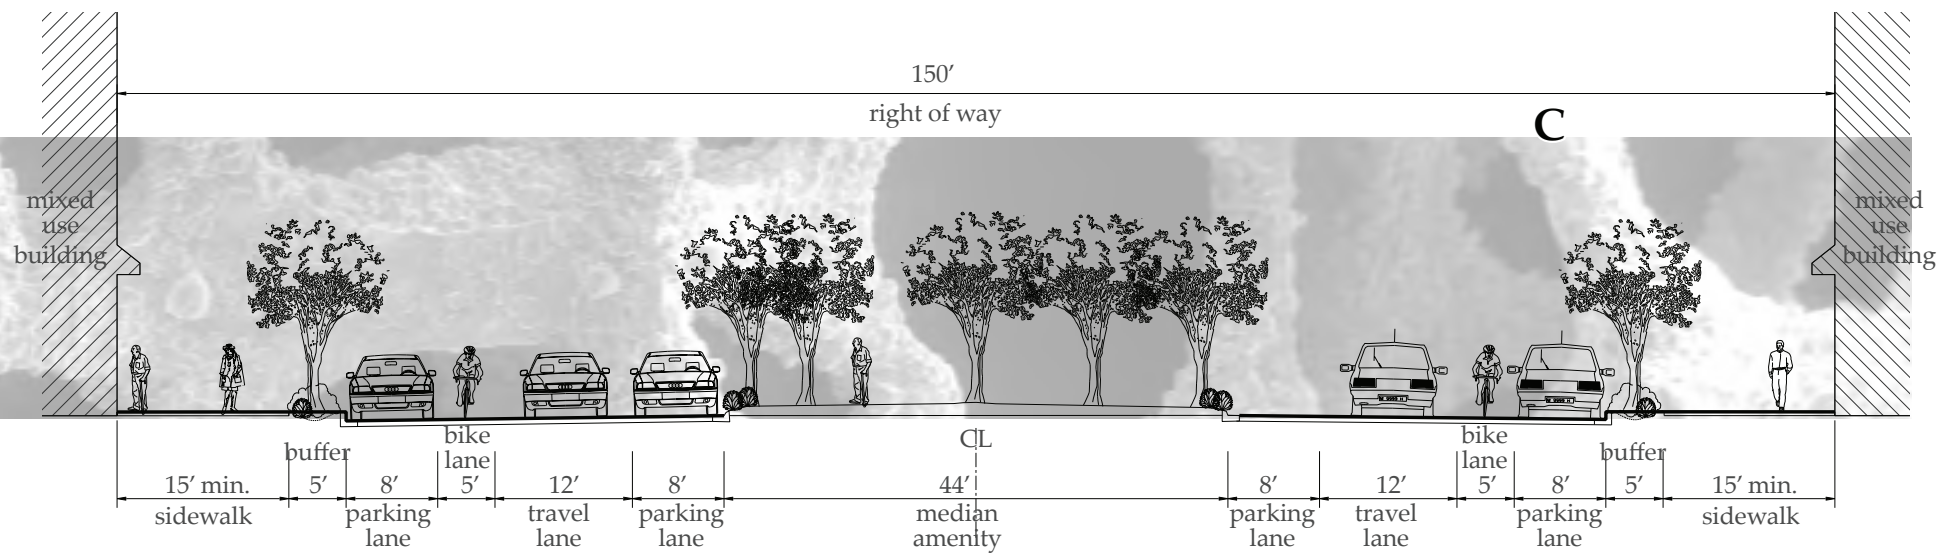 150′
right of way
C
mixed
use
building
mixed
use
building
CL
buffer
bike
lane
bike
lane
buffer
15′ min.
5′
8′
5′
12′
8′
44′
8′
12′
5′
8′
5′
15′ min.
sidewalk
parking
lane
travel
lane
parking
lane
median
amenity
parking
lane
travel
lane
parking
lane
sidewalk